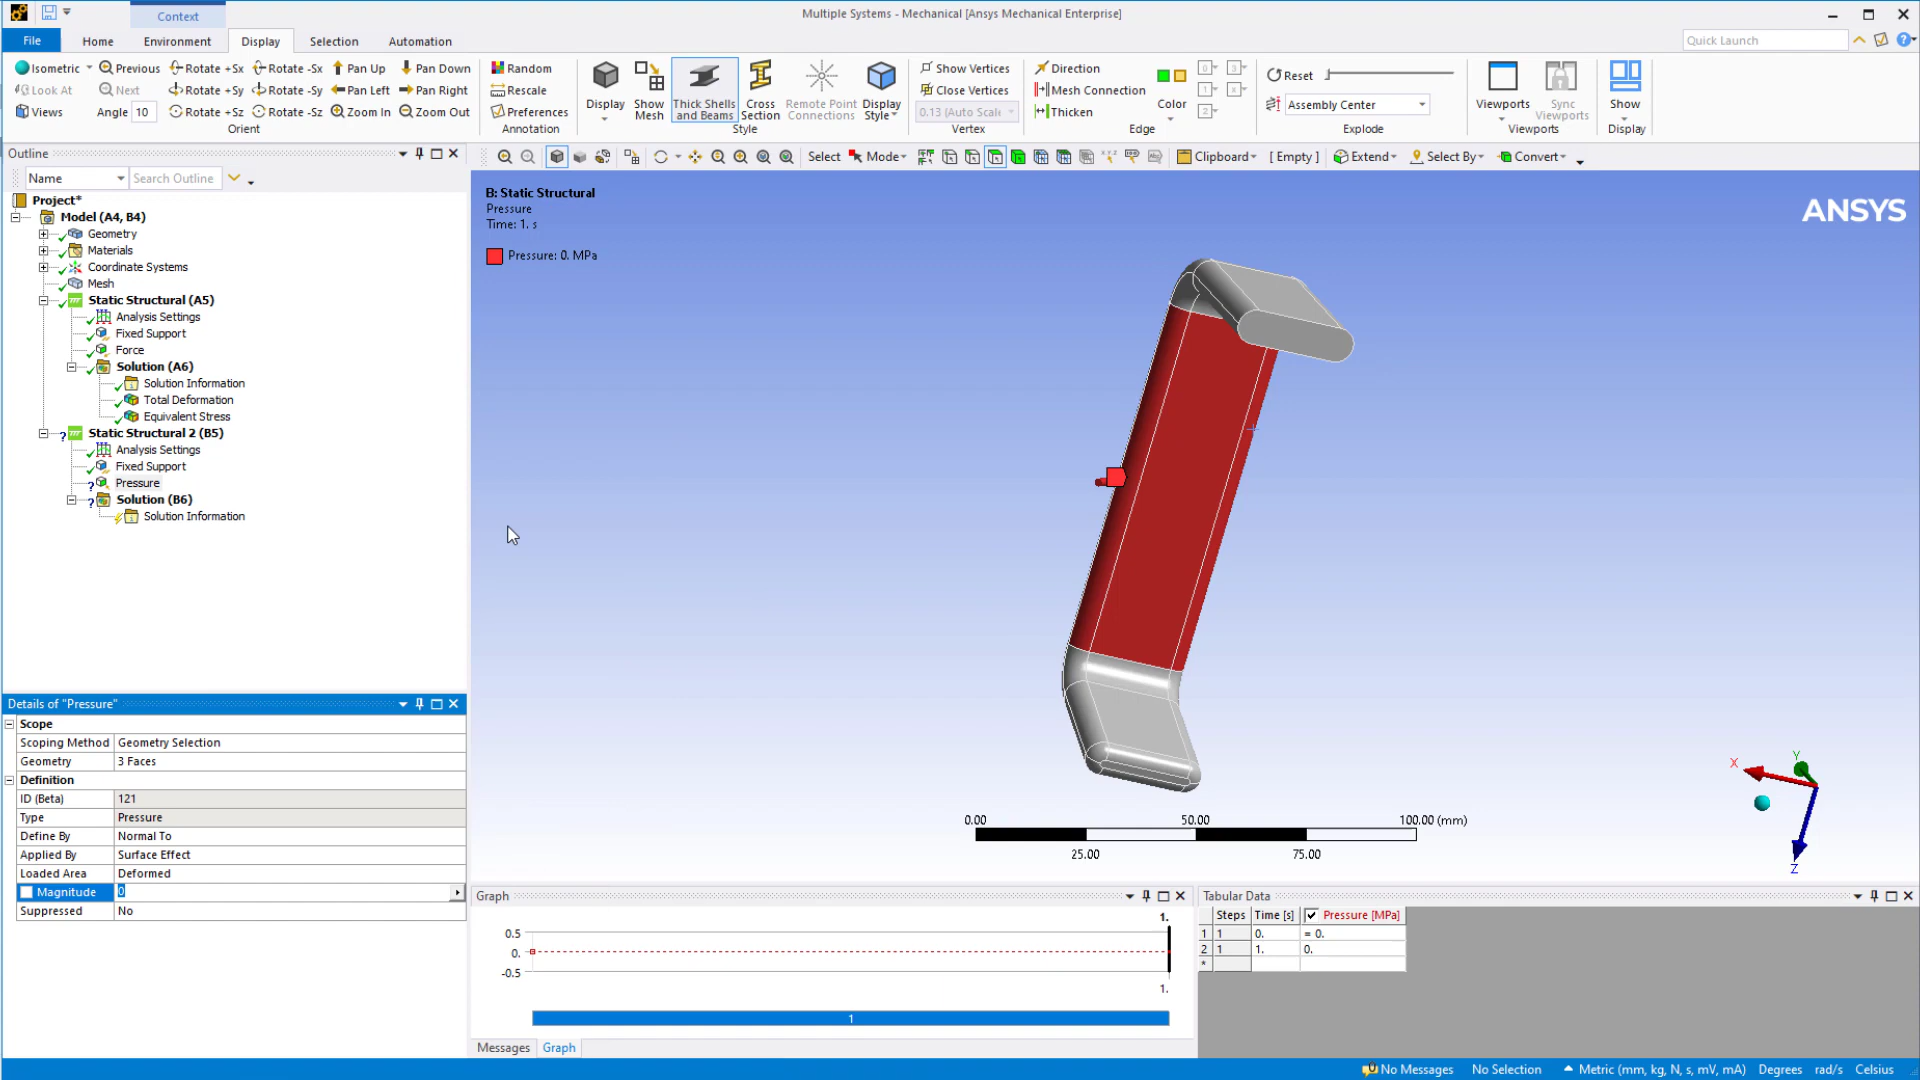 Context
Multiple Systems - Mechanical [Ansys Mechanical Enterprise]
File
Home
Environment
Display
Selection
Automation
Quick Launch
Isometric
Previous
Rotate +Sx
Rotate -Sx
Pan Up
Pan Down
Look At
Next
Rotate +Sy
Rotate -Sy
Pan Left
Pan Right
Views
Angle 10
Rotate +Sz
Rotate -Sz
Zoom In
Zoom Out
Orient
Random
Rescale
Preferences
Annotation
Display
Show Mesh
Thick Shells and Beams
Cross Section
Remote Point Connections
Display Style
Style
Show Vertices
Close Vertices
0.13 (Auto Scale
Vertex
Direction
Mesh Connection
Thicken
Color
Edge
Reset
Assembly Center
Explode
Viewports
Sync Viewports
Viewports
Show
Display
Outline
Name
Search Outline
Select
Mode
Clipboard
[ Empty ]
Extend
Select By
Convert
Project*
Model (A4, B4)
Geometry
Materials
Coordinate Systems
Mesh
Static Structural (A5)
Analysis Settings
Fixed Support
Force
Solution (A6)
Solution Information
Total Deformation
Equivalent Stress
Static Structural 2 (B5)
Analysis Settings
Fixed Support
Pressure
Solution (B6)
Solution Information
B: Static Structural
Pressure
Time: 1. s
Pressure: 0. MPa
ANSYS
X
Y
Z
0.00
50.00
100.00 (mm)
25.00
75.00
Details of "Pressure"
Scope
Scoping Method Geometry Selection
Geometry 3 Faces
Definition
ID (Beta) 121
Type Pressure
Define By Normal To
Applied By Surface Effect
Loaded Area Deformed
Magnitude 0
Suppressed No
Graph
1.
0.5
0.
-0.5
1.
1
Messages
Graph
Tabular Data
Steps Time [s] Pressure [MPa]
1 1 0. = 0.
2 1 1. 0.
*
No Messages
No Selection
Metric (mm, kg, N, s, mV, mA)
Degrees
rad/s
Celsius